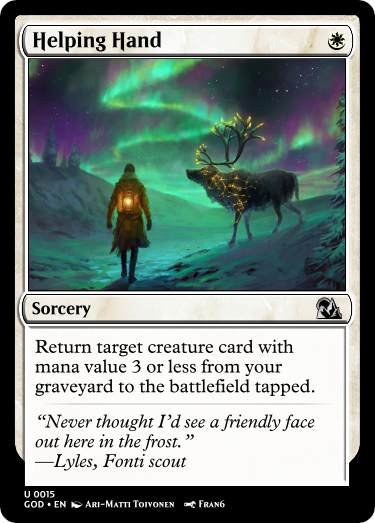 Helping Hand
Sorcery
Return target creature card with
mana value 3 or less from your
graveyard to the battlefield tapped.
“Never thought I’d see a friendly face
out here in the frost.”
—Lyles, Fonti scout
U 0015
GOD • EN Ari-Matti Toivonen Fran6